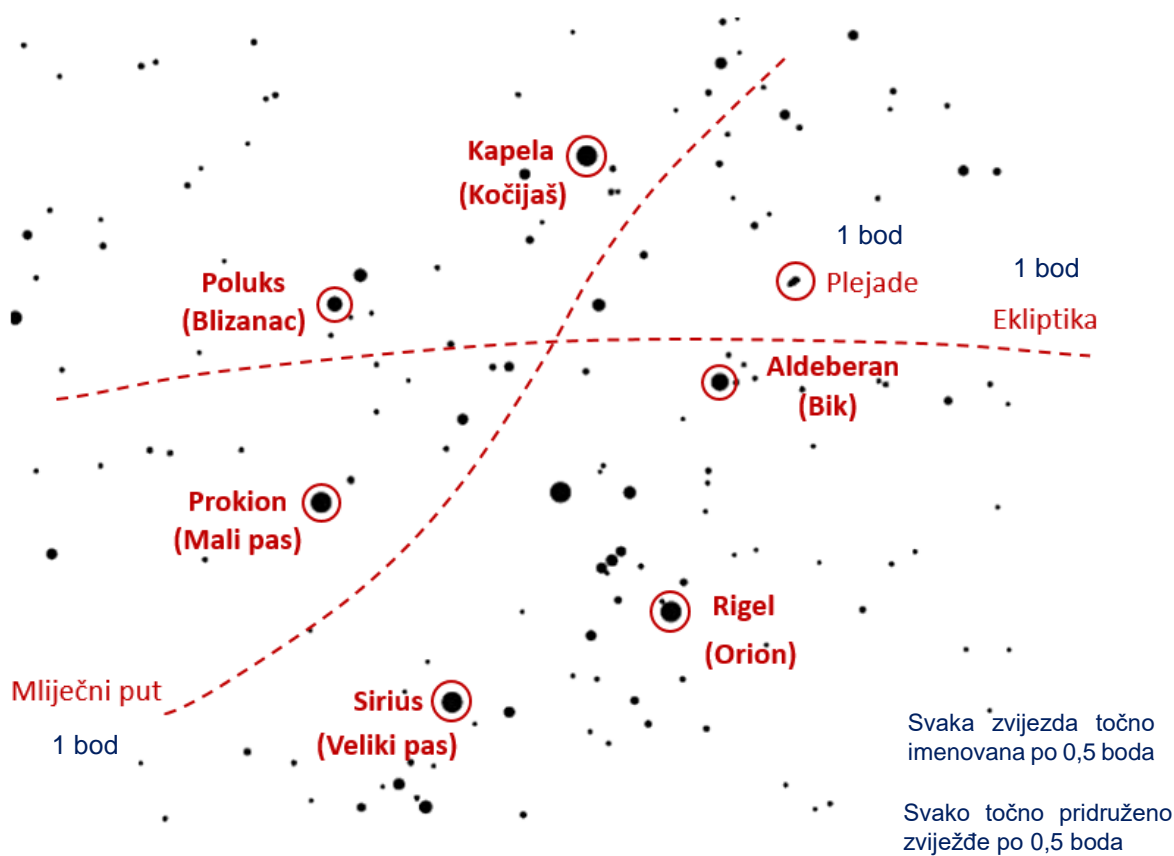 Kapela
(Kočijaš)
1 bod
1 bod
Poluks
(Blizanac)
Plejade
Ekliptika
Aldeberan
(Bik)
Prokion
(Mali pas)
Rigel
(Orion)
Mliječni put
1 bod
Sirius
(Veliki pas)
Svaka zvijezda točno
imenovana po 0,5 boda
Svako točno pridruženo
zviježđe po 0,5 boda